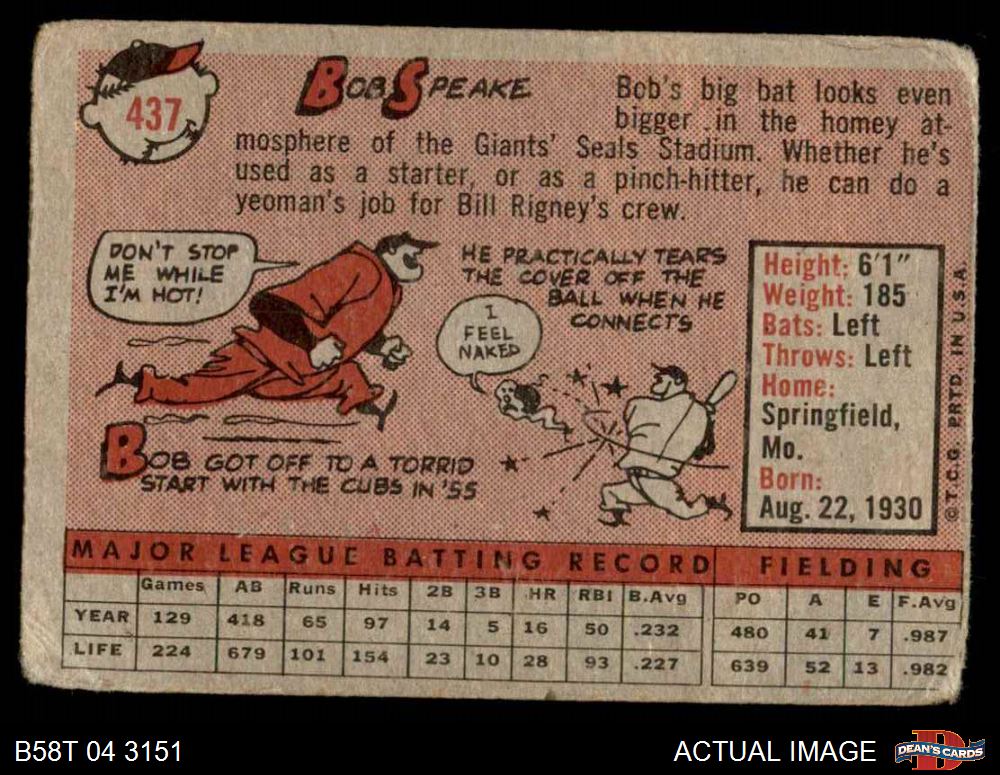 437
BOB SPEAKE
Bob's big bat looks even
bigger in the homey at-
mosphere of the Giants' Seals Stadium. Whether he's
used as a starter, or as a pinch-hitter, he can do a
yeoman's job for Bill Rigney's crew.
DON'T STOP
ME WHILE
I'M HOT!
HE PRACTICALLY TEARS
THE COVER OFF THE
BALL WHEN HE
CONNECTS
I
FEEL
NAKED
BOB GOT OFF TO A TORRID
START WITH THE CUBS IN '55
Height: 6'1"
Weight: 185
Bats: Left
Throws: Left
Home:
Springfield,
Mo.
Born:
Aug. 22, 1930
©T.C.G. PRTD. IN U.S.A.
MAJOR LEAGUE BATTING RECORD FIELDING
Games AB Runs Hits 2B 3B HR RBI B.Avg PO A E F.Avg
YEAR 129 418 65 97 14 5 16 50 .232 480 41 7 .987
LIFE 224 679 101 154 23 10 28 93 .227 639 52 13 .982
B58T 04 3151
ACTUAL IMAGE
D
DEAN'S CARDS